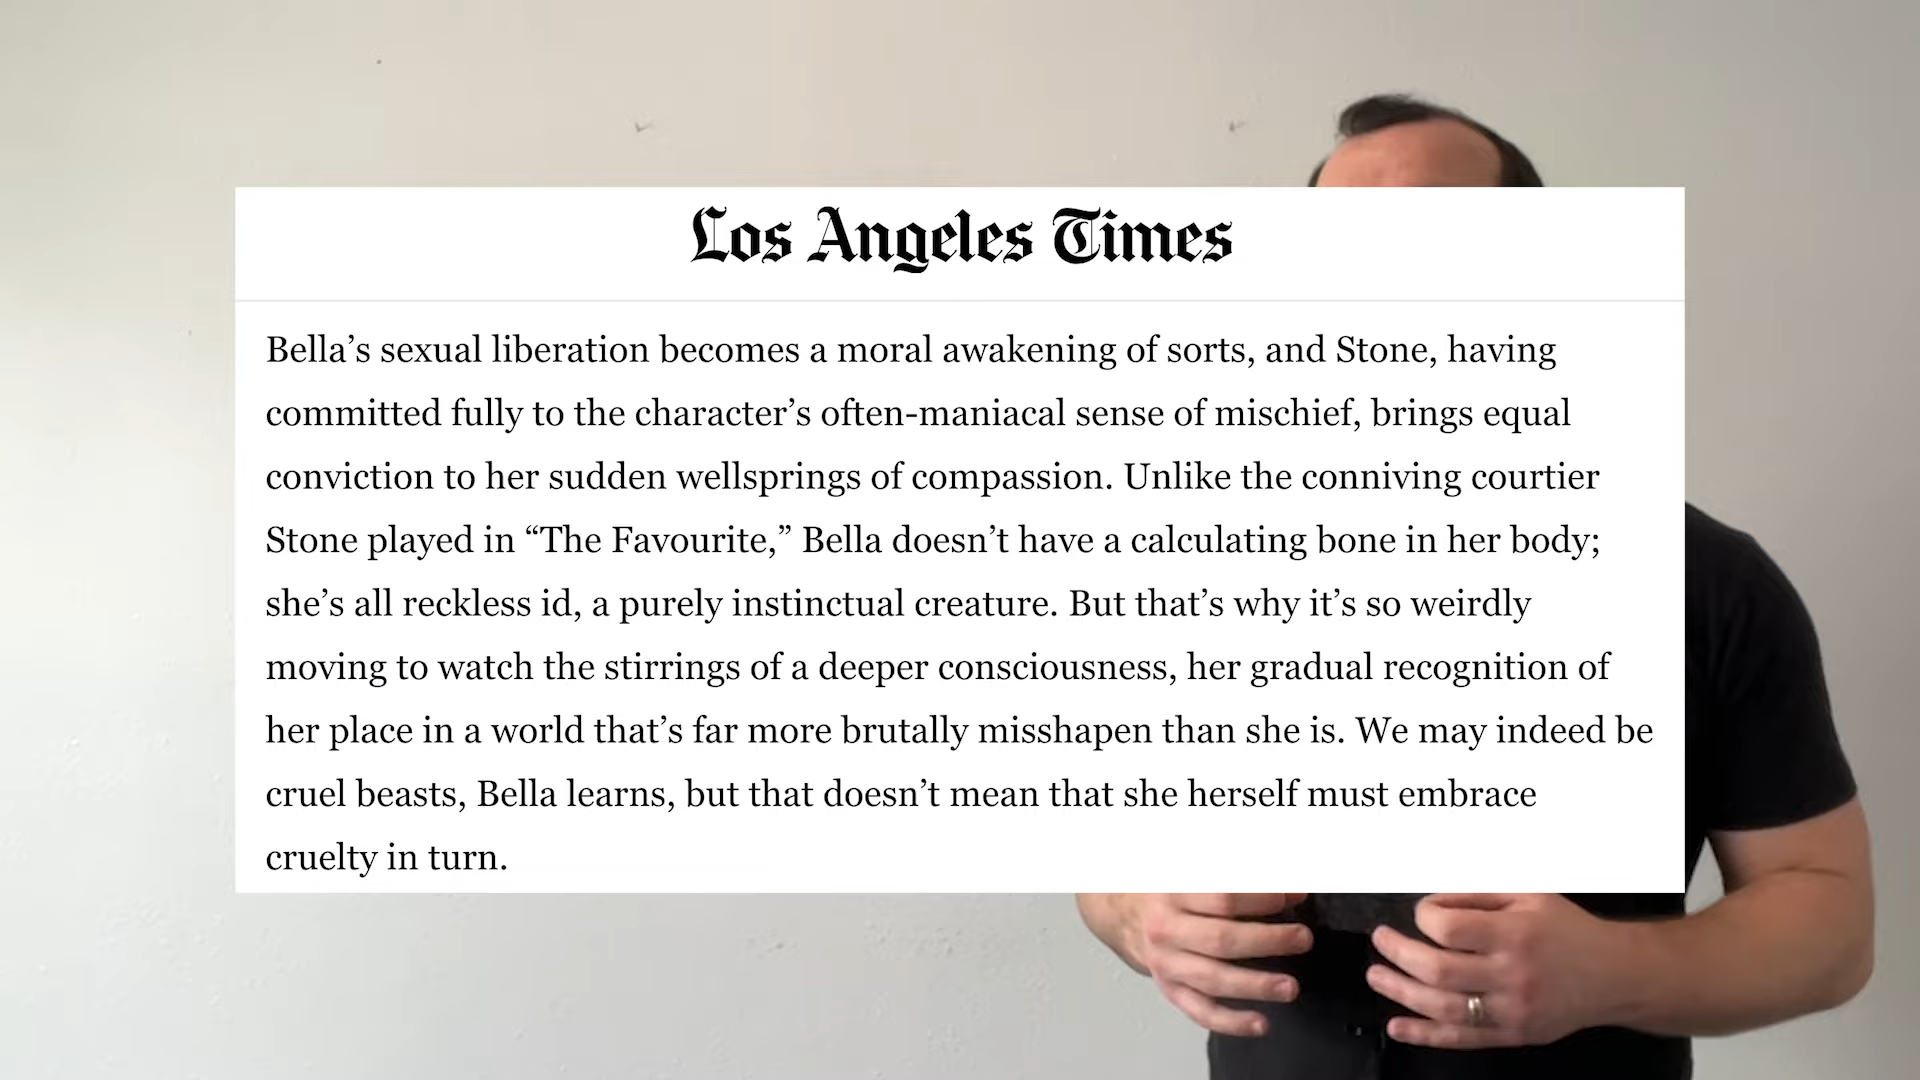 Los Angeles Times
Bella’s sexual liberation becomes a moral awakening of sorts, and Stone, having
committed fully to the character’s often-maniacal sense of mischief, brings equal
conviction to her sudden wellsprings of compassion. Unlike the conniving courtier
Stone played in “The Favourite,” Bella doesn’t have a calculating bone in her body;
she’s all reckless id, a purely instinctual creature. But that’s why it’s so weirdly
moving to watch the stirrings of a deeper consciousness, her gradual recognition of
her place in a world that’s far more brutally misshapen than she is. We may indeed be
cruel beasts, Bella learns, but that doesn’t mean that she herself must embrace
cruelty in turn.